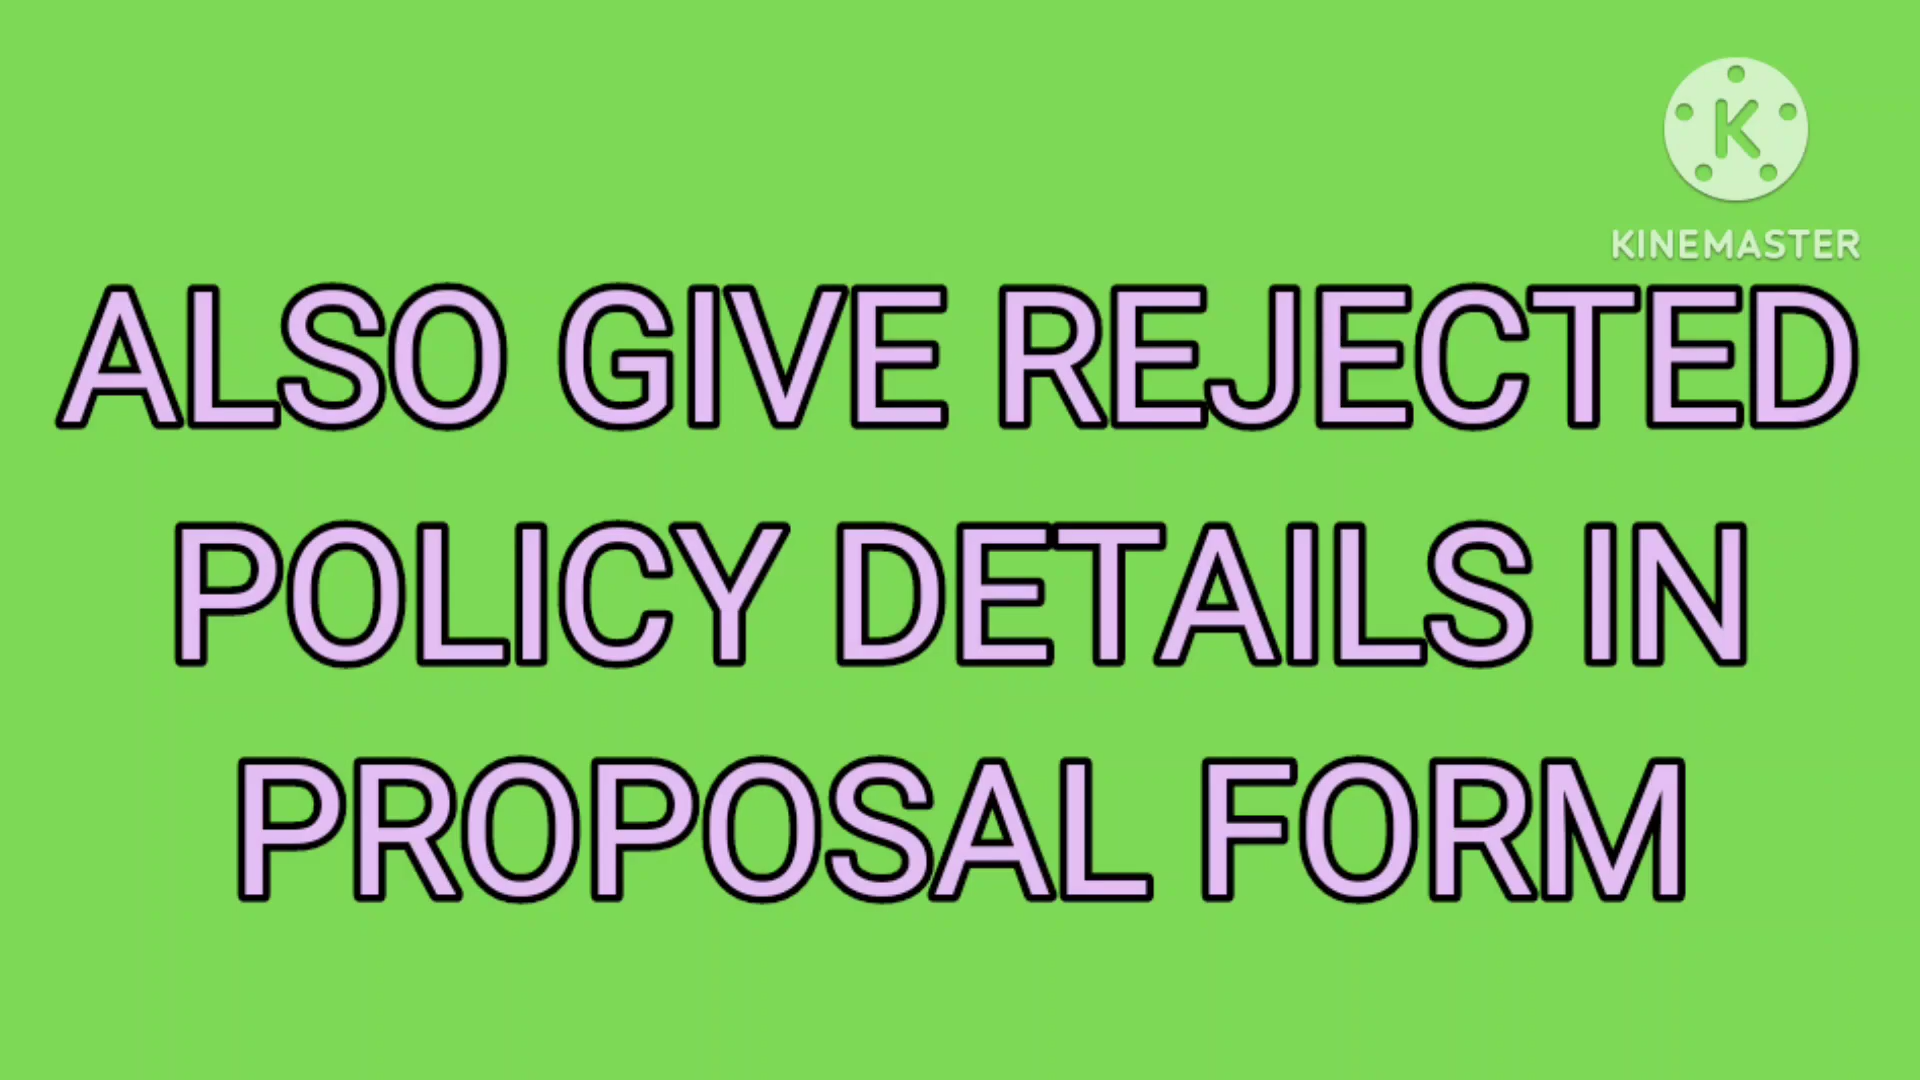 K
KINEMASTER
ALSO GIVE REJECTED
POLICY DETAILS IN
PROPOSAL FORM